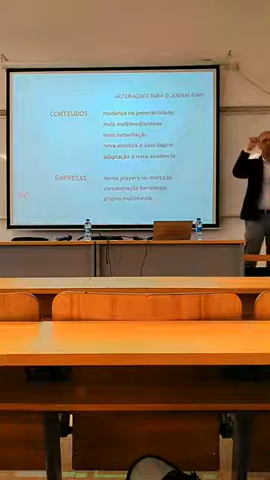 ALTERAÇÕES PARA O JORNALISMO
CONTEÚDOS mudança na perecibilidade
mais multimedialidade
mais remediação
nova estética e abordagem
adaptação a nova audiência
EMPRESAS novos players no mercado
concentração horizontal
grupos multimédia